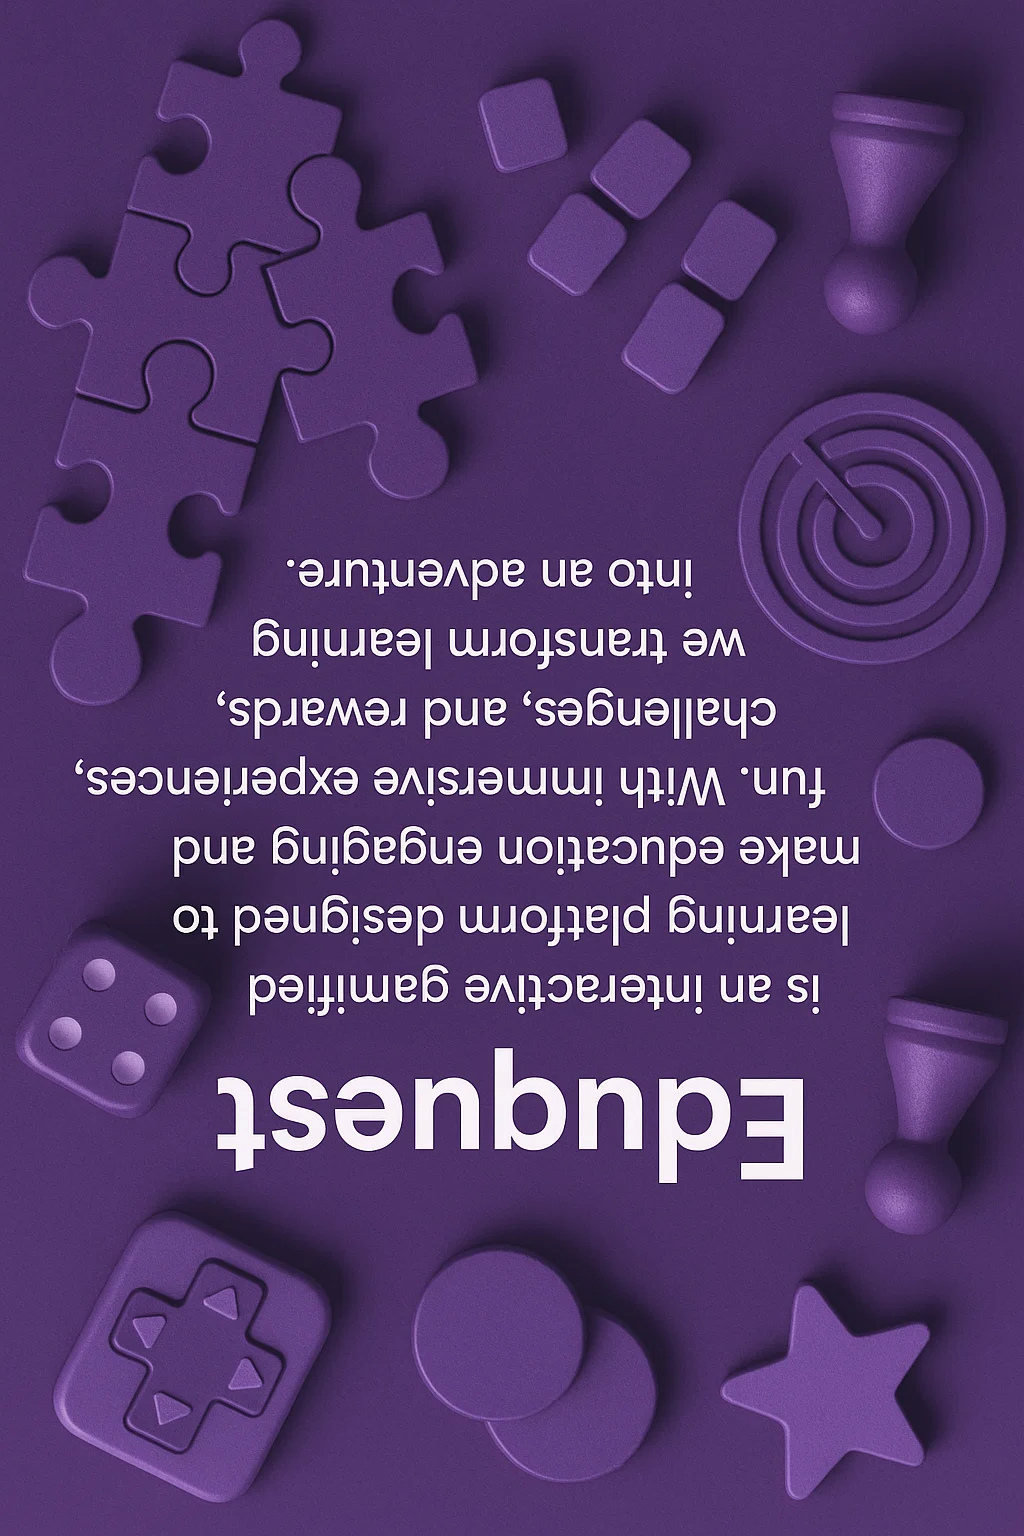 Eduquest
is an interactive gamified
learning platform designed to
make education engaging and
fun. With immersive experiences,
challenges, and rewards,
we transform learning
into an adventure.